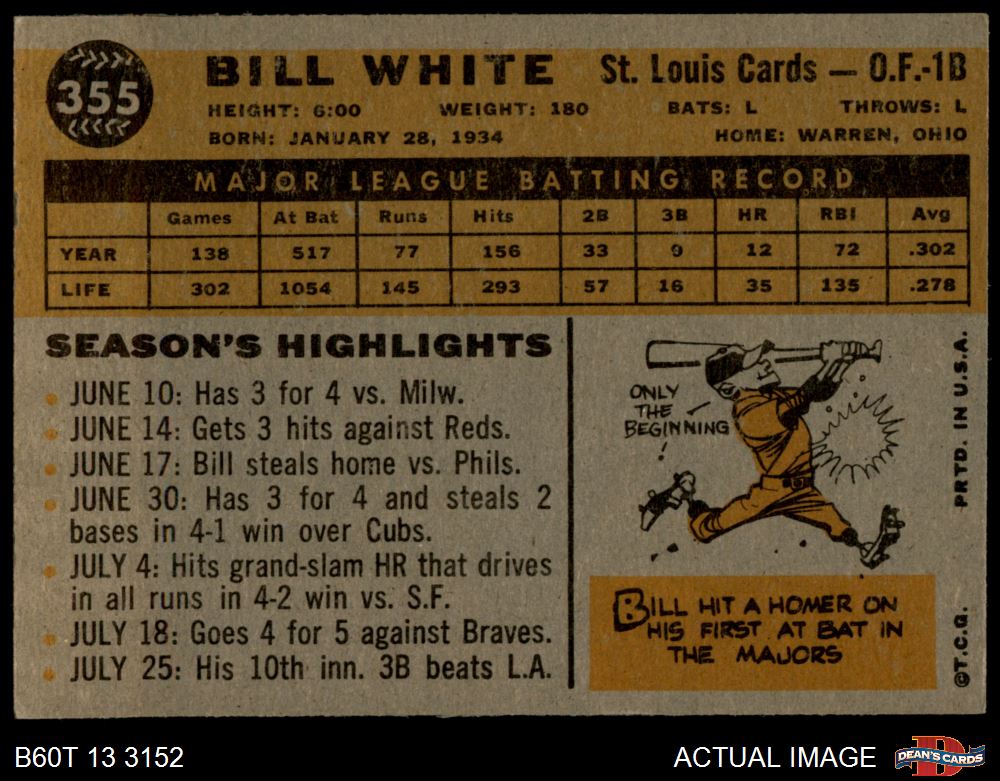 355
BILL WHITE St. Louis Cards — O.F.-1B
HEIGHT: 6:00 WEIGHT: 180 BATS: L THROWS: L
BORN: JANUARY 28, 1934 HOME: WARREN, OHIO
MAJOR LEAGUE BATTING RECORD
Games At Bat Runs Hits 2B 3B HR RBI Avg
YEAR 138 517 77 156 33 9 12 72 .302
LIFE 302 1054 145 293 57 16 35 135 .278
SEASON'S HIGHLIGHTS
• JUNE 10: Has 3 for 4 vs. Milw.
• JUNE 14: Gets 3 hits against Reds.
• JUNE 17: Bill steals home vs. Phils.
• JUNE 30: Has 3 for 4 and steals 2
bases in 4-1 win over Cubs.
• JULY 4: Hits grand-slam HR that drives
in all runs in 4-2 win vs. S.F.
• JULY 18: Goes 4 for 5 against Braves.
• JULY 25: His 10th inn. 3B beats L.A.
ONLY
THE
BEGINNING
!
BILL HIT A HOMER ON
HIS FIRST AT BAT IN
THE MAJORS
©T.C.G. PRTD. IN U.S.A.
B60T 13 3152
ACTUAL IMAGE
D
DEAN'S CARDS